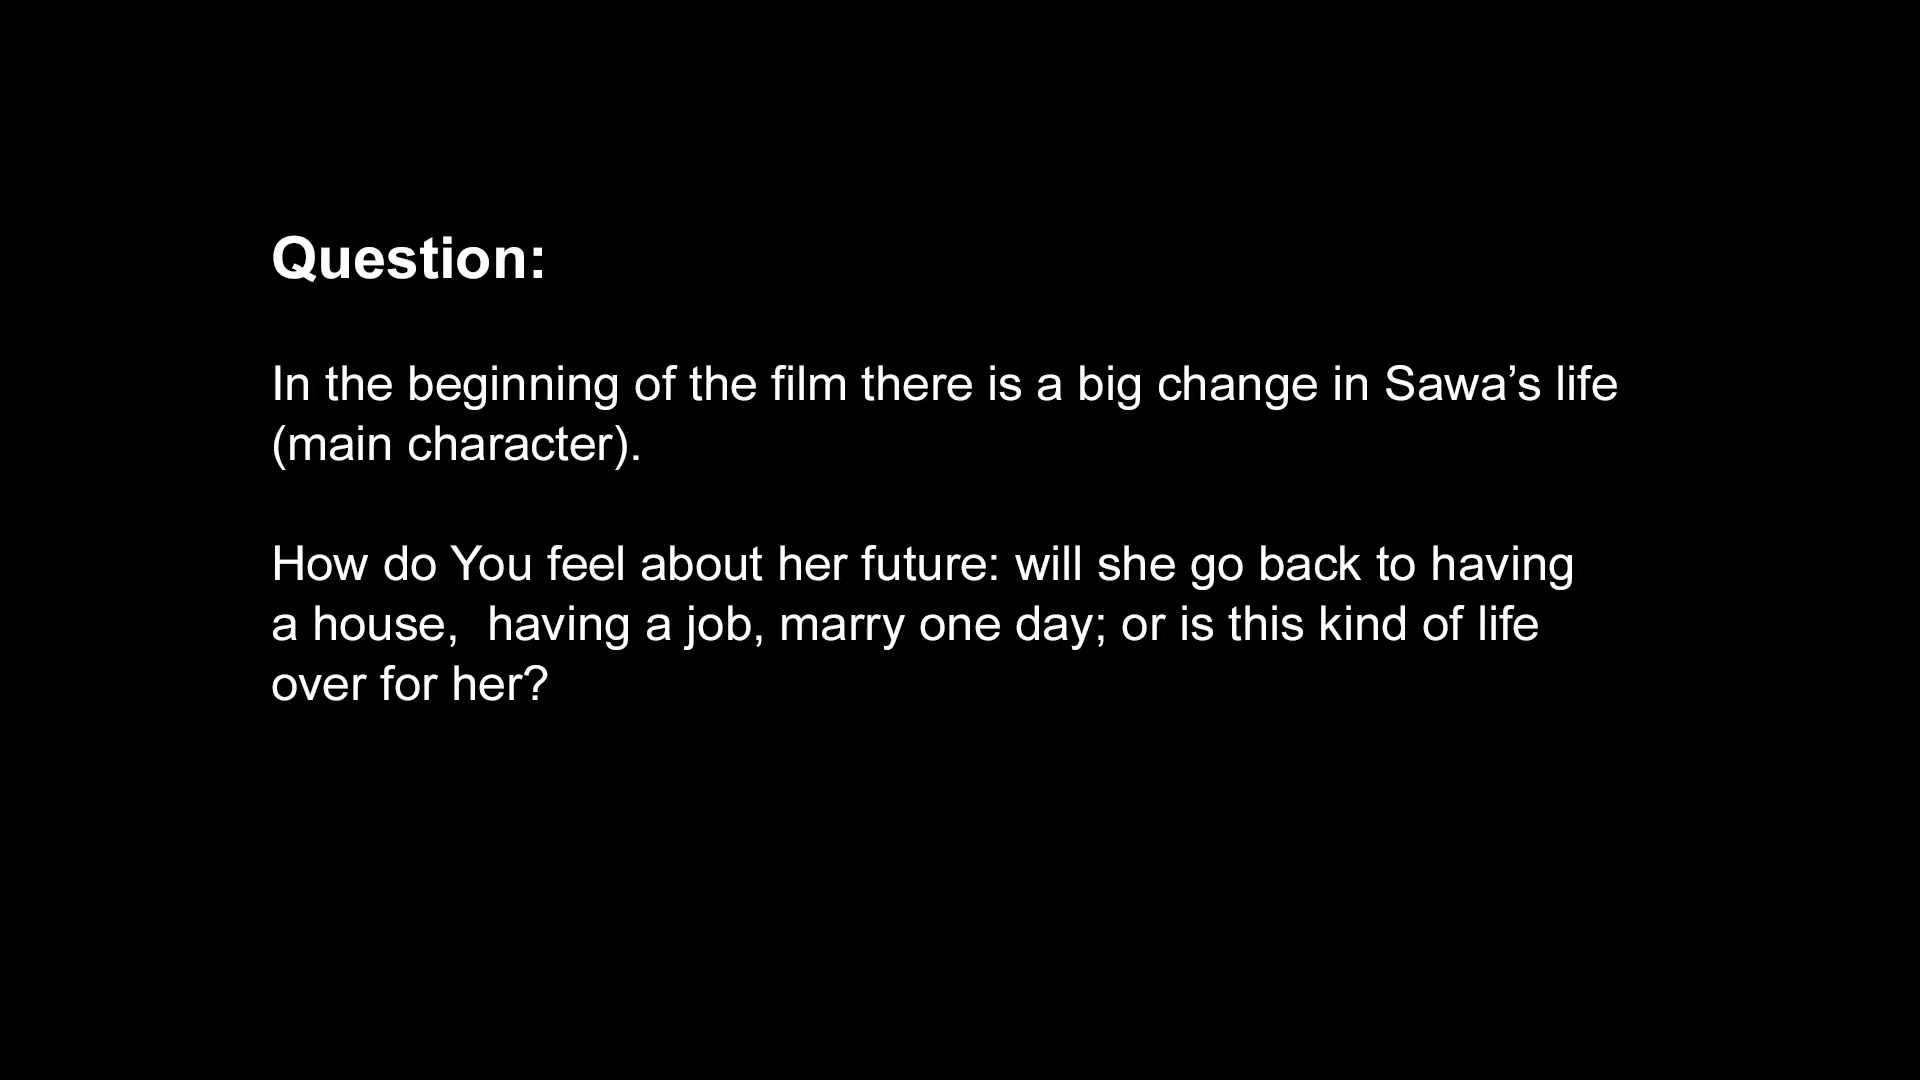 Question:
In the beginning of the film there is a big change in Sawa’s life
(main character).
How do You feel about her future: will she go back to having
a house,  having a job, marry one day; or is this kind of life
over for her?